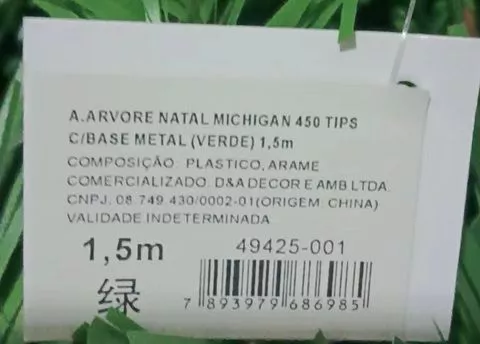 A.ARVORE NATAL MICHIGAN 450 TIPS
C/BASE METAL (VERDE) 1,5m
COMPOSIÇÃO: PLASTICO, ARAME
COMERCIALIZADO: D&A DECOR E AMB LTDA.
CNPJ. 08.749.430/0002-01(ORIGEM: CHINA)
VALIDADE INDETERMINADA
1,5m
49425-001
绿
7 893979 686985